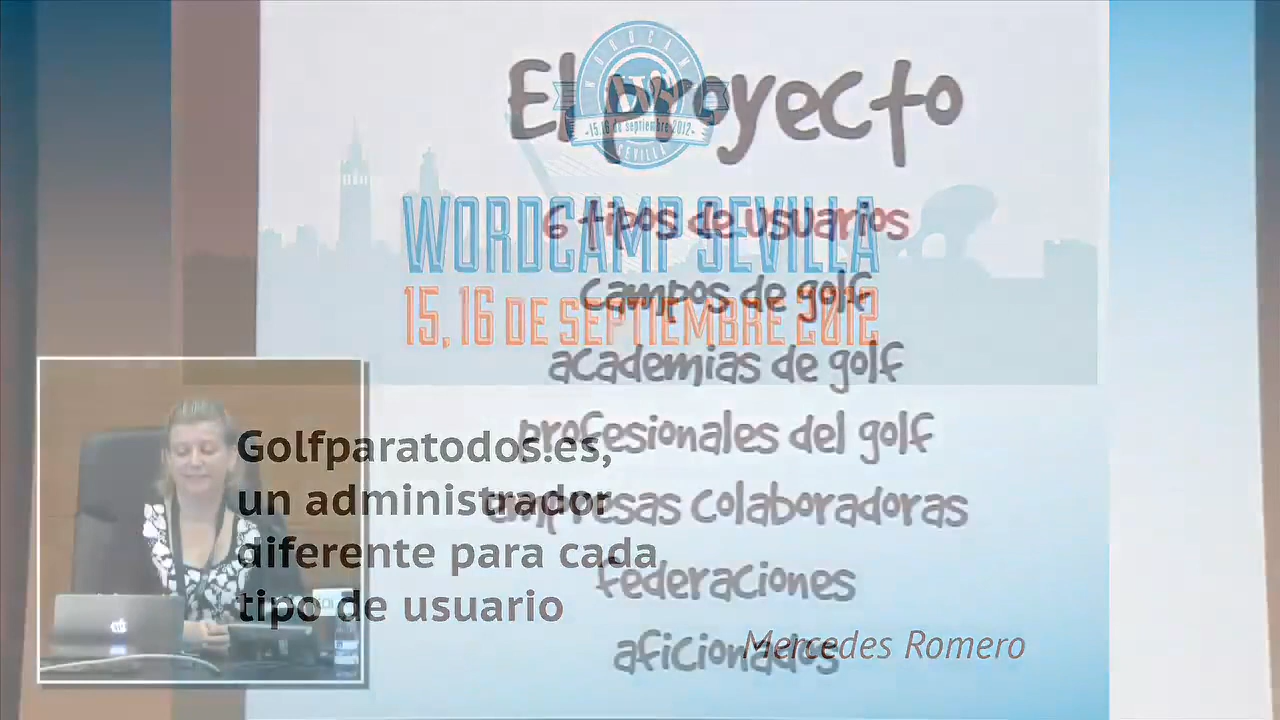 WORDCAMP
15,16 de septiembre 2012
SEVILLA
El proyecto
WORDCAMP SEVILLA
15, 16 DE SEPTIEMBRE 2012
6 tipos de usuarios
campos de golf
academias de golf
profesionales del golf
empresas colaboradoras
federaciones
aficionados
Golfparatodos.es,
un administrador
diferente para cada
tipo de usuario
Mercedes Romero